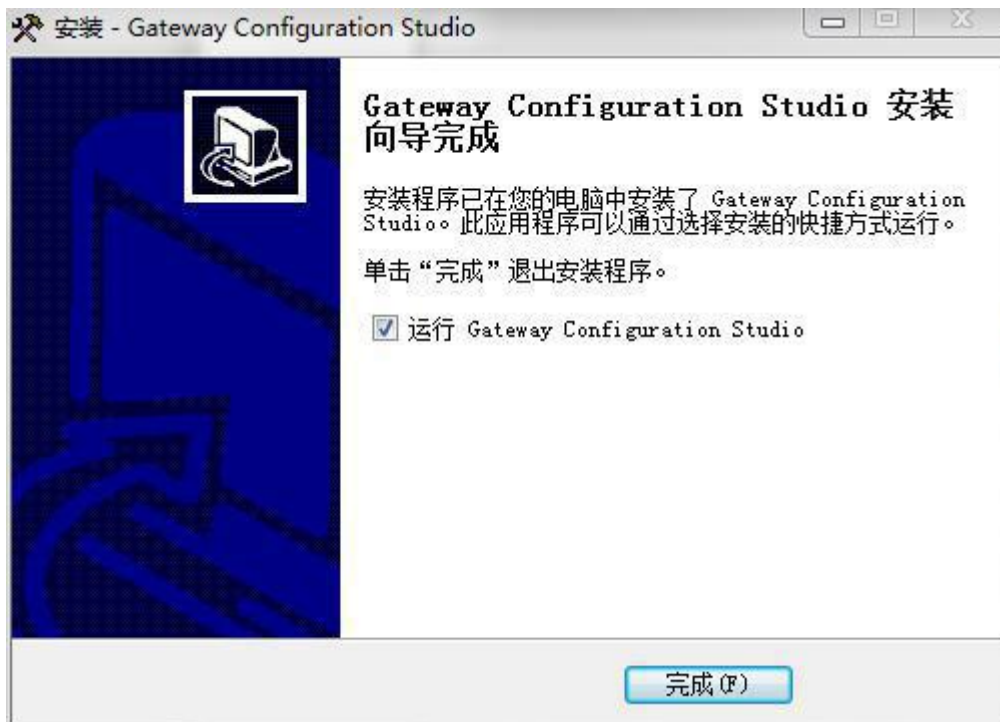 安装 - Gateway Configuration Studio
Gateway Configuration Studio 安装
向导完成
安装程序已在您的电脑中安装了 Gateway Configuration
Studio。此应用程序可以通过选择安装的快捷方式运行。
单击“完成”退出安装程序。
运行 Gateway Configuration Studio
完成(F)